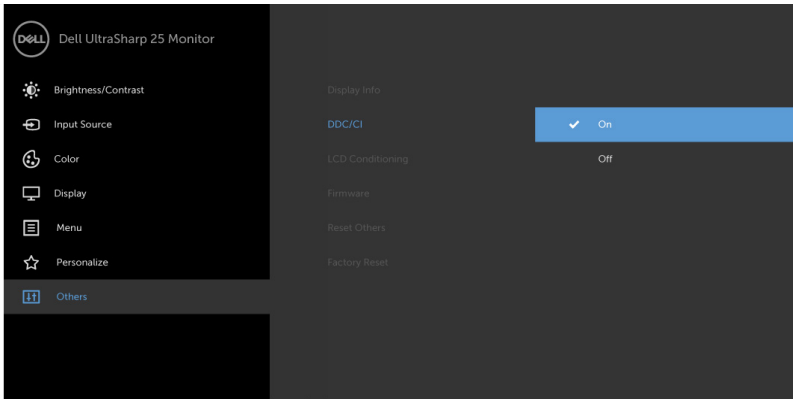 DELL Dell UltraSharp 25 Monitor
Brightness/Contrast
Input Source
Color
Display
Menu
Personalize
Others
Display Info
DDC/CI
LCD Conditioning
Firmware
Reset Others
Factory Reset
On
Off